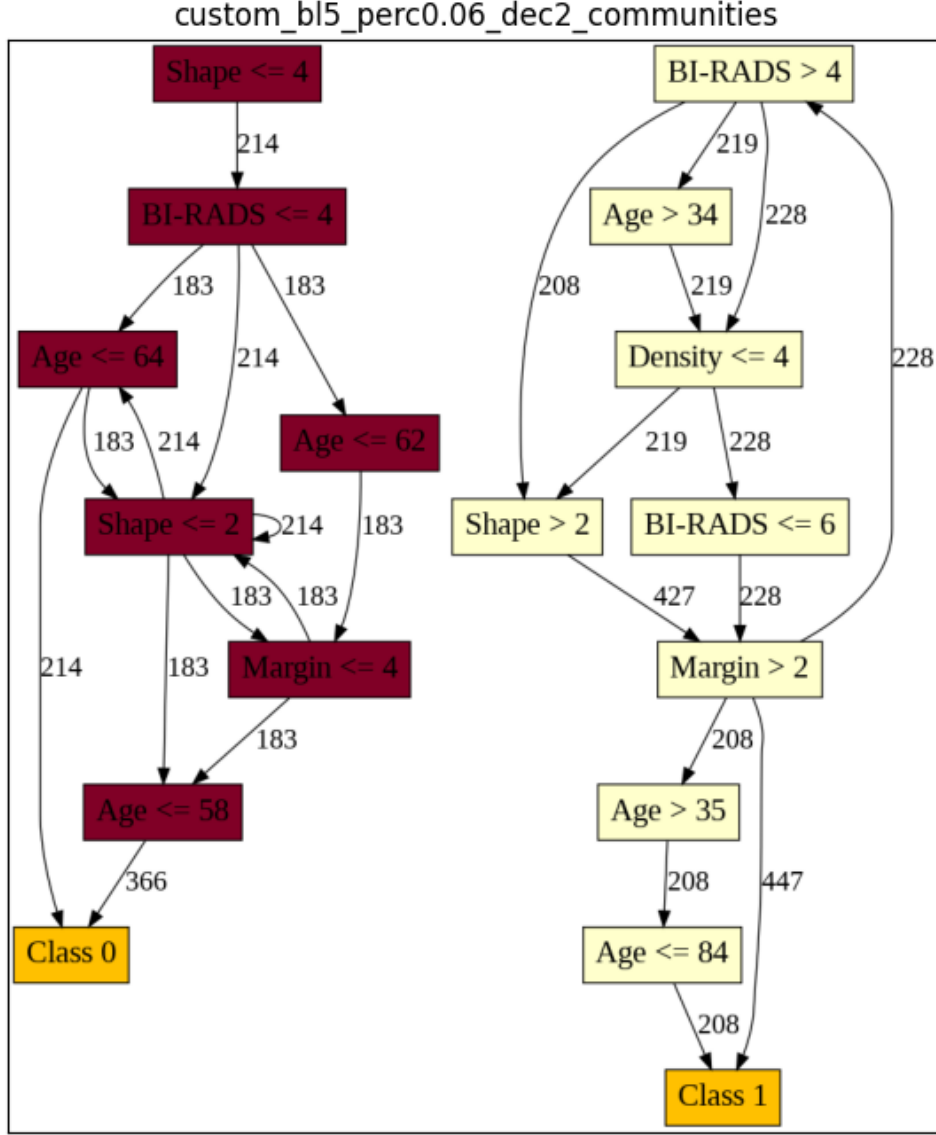 custom_bl5_perc0.06_dec2_communities
Shape <= 4
BI-RADS > 4
214
219
BI-RADS <= 4
Age > 34
228
183
183
208
219
Age <= 64
214
Density <= 4
228
183
214
Age <= 62
219
228
Shape <= 2
214
183
Shape > 2
BI-RADS <= 6
183
183
427
228
214
183
Margin <= 4
Margin > 2
183
208
Age <= 58
Age > 35
366
208
447
Class 0
Age <= 84
208
Class 1